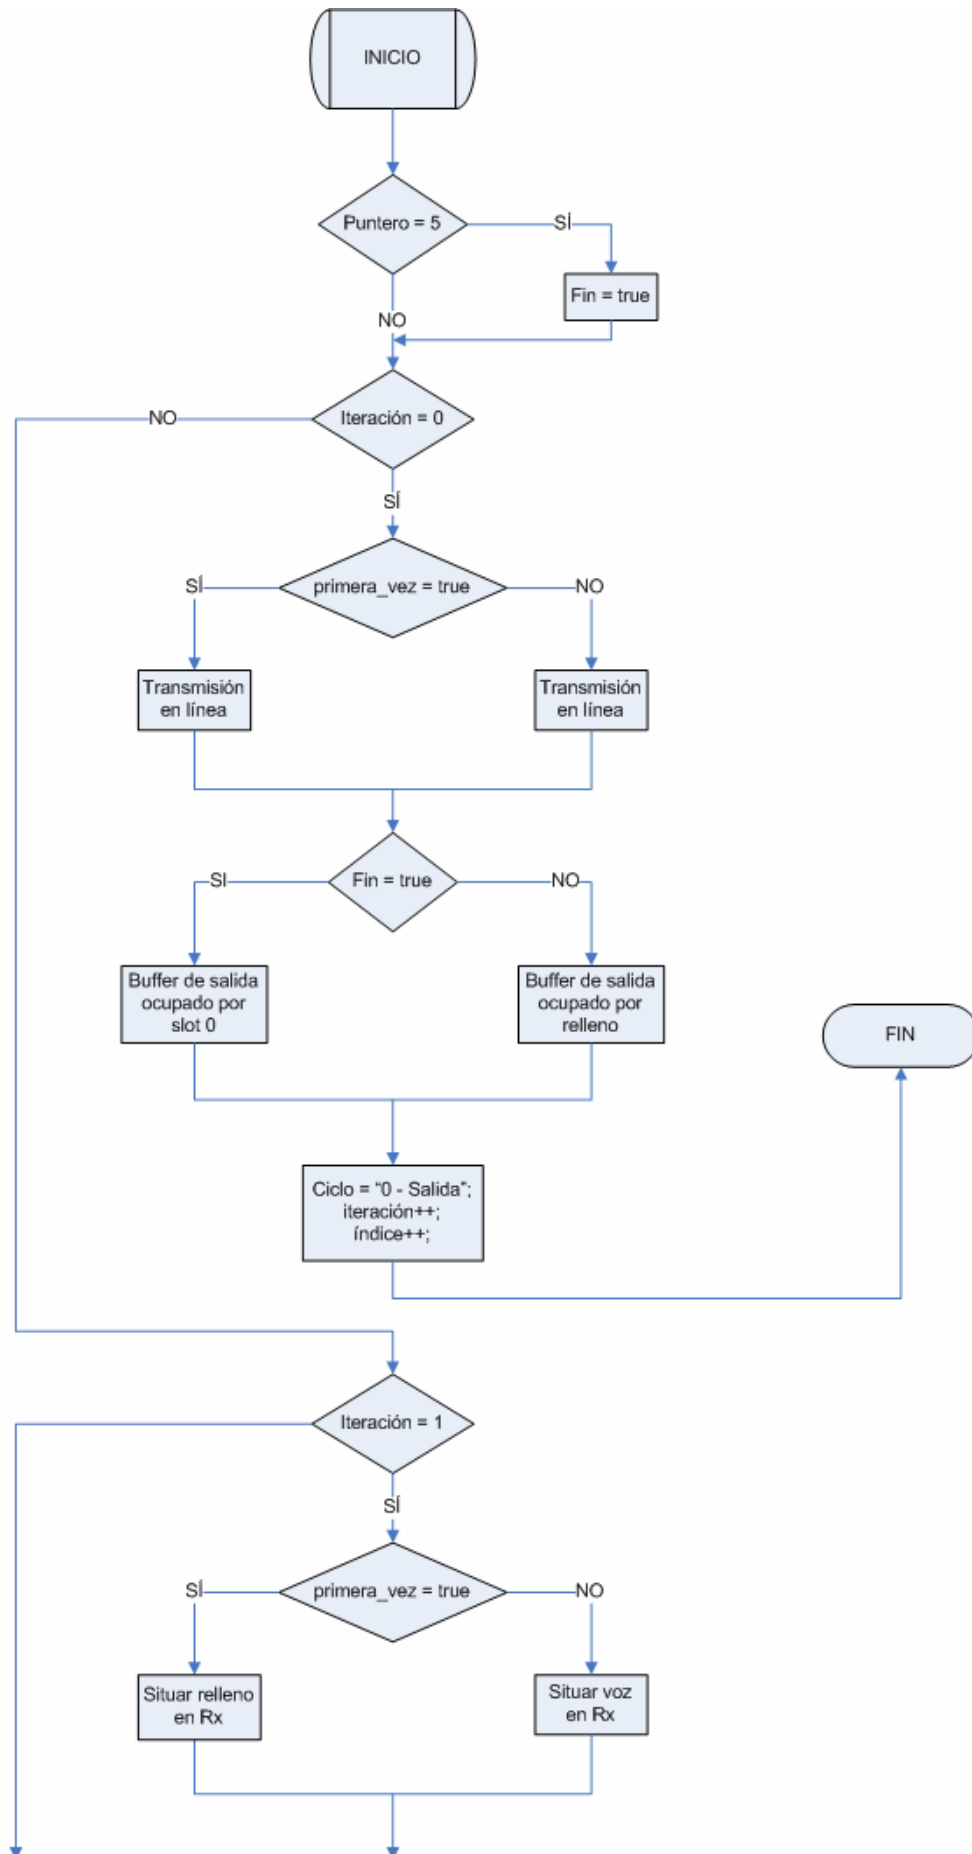 INICIO
Puntero = 5
SÍ
Fin = true
NO
Iteración = 0
NO
SÍ
primera_vez = true
SÍ
NO
Transmisión
en línea
Transmisión
en línea
Fin = true
SI
NO
Buffer de salida
ocupado por
slot 0
Buffer de salida
ocupado por
relleno
FIN
Ciclo = “0 - Salida”;
iteración++;
índice++;
Iteración = 1
SÍ
primera_vez = true
SÍ
NO
Situar relleno
en Rx
Situar voz
en Rx